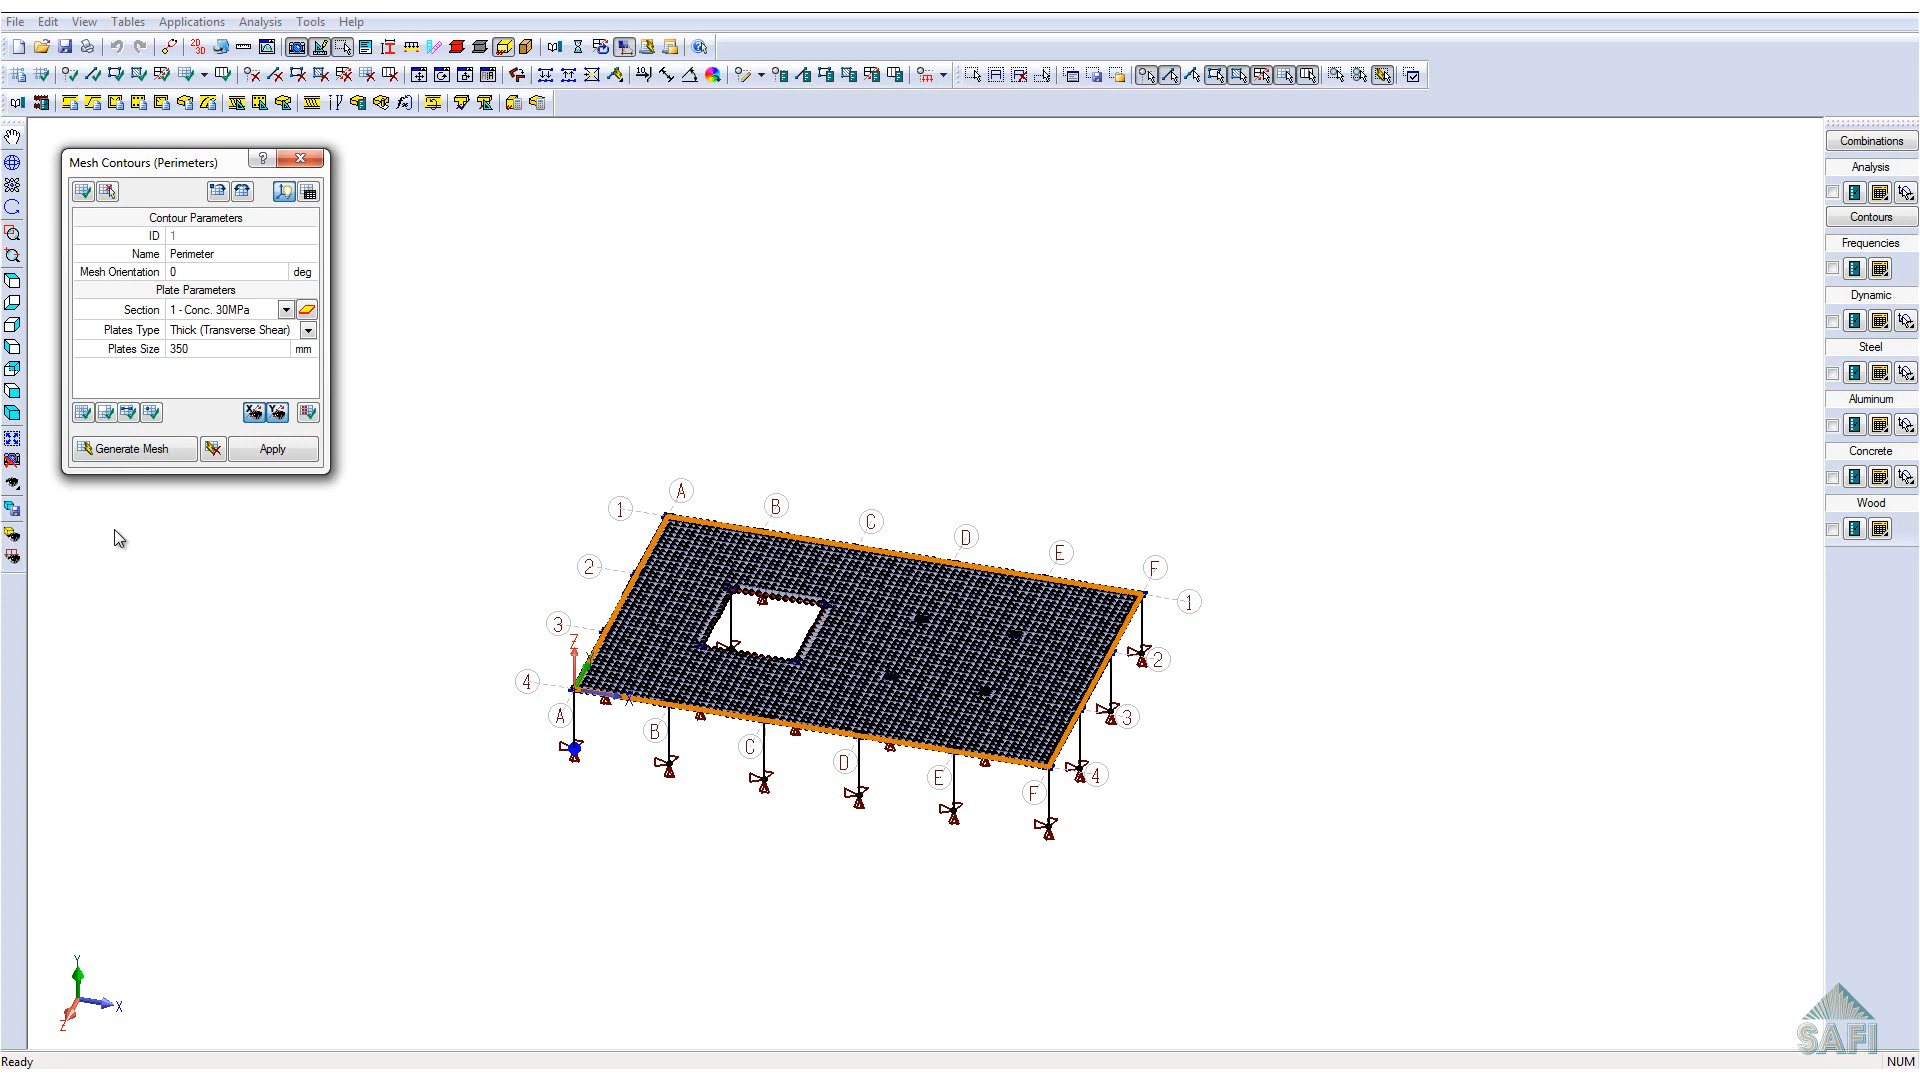 File Edit View Tables Applications Analysis Tools Help
2D
3D
Mesh Contours (Perimeters)
Contour Parameters
ID 1
Name Perimeter
Mesh Orientation 0 deg
Plate Parameters
Section 1 - Conc. 30MPa
Plates Type Thick (Transverse Shear)
Plates Size 350 mm
X Y
Generate Mesh
Apply
Combinations
Analysis
Contours
Frequencies
Dynamic
Steel
Aluminum
Concrete
Wood
A
1
B
C
D
E
2
F
1
3
Z
2
4
X
A
3
B
C
D
4
E
F
Y
X
Z
SAFI
Ready
NUM